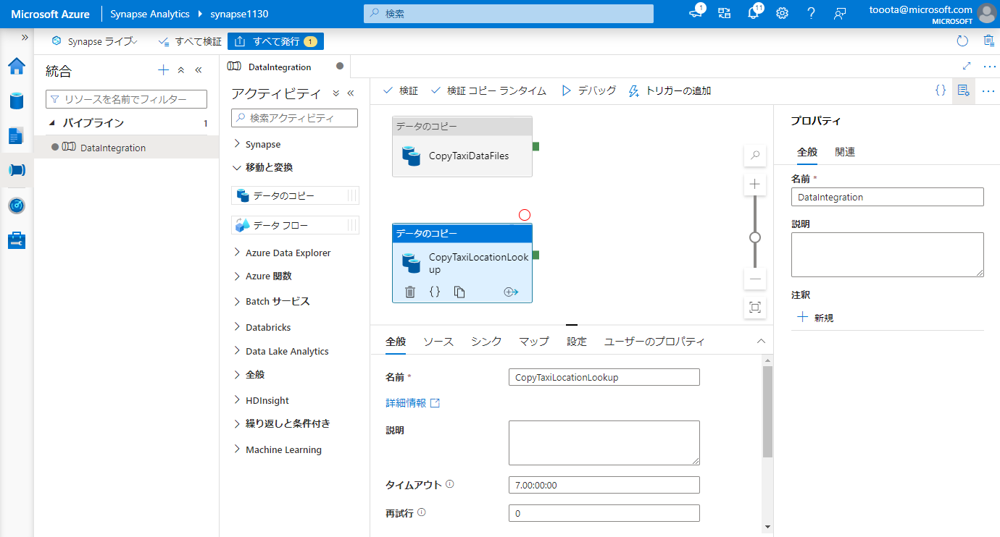 Microsoft Azure
Synapse Analytics
synapse1130
検索
1
11
tooota@microsoft.com
MICROSOFT
Synapse ライブ
すべて検証
すべて発行 1
統合
リソースを名前でフィルター
パイプライン 1
DataIntegration
DataIntegration
アクティビティ
検索アクティビティ
Synapse
移動と変換
データのコピー
データ フロー
Azure Data Explorer
Azure 関数
Batch サービス
Databricks
Data Lake Analytics
全般
HDInsight
繰り返しと条件付き
Machine Learning
検証 検証 コピー ランタイム デバッグ トリガーの追加
データのコピー
CopyTaxiDataFiles
データのコピー
CopyTaxiLocationLook
up
全般 ソース シンク マップ 設定 ユーザーのプロパティ
名前 * CopyTaxiLocationLookup
詳細情報
説明
タイムアウト 7.00:00:00
再試行 0
プロパティ
全般 関連
名前 *
DataIntegration
説明
注釈
新規